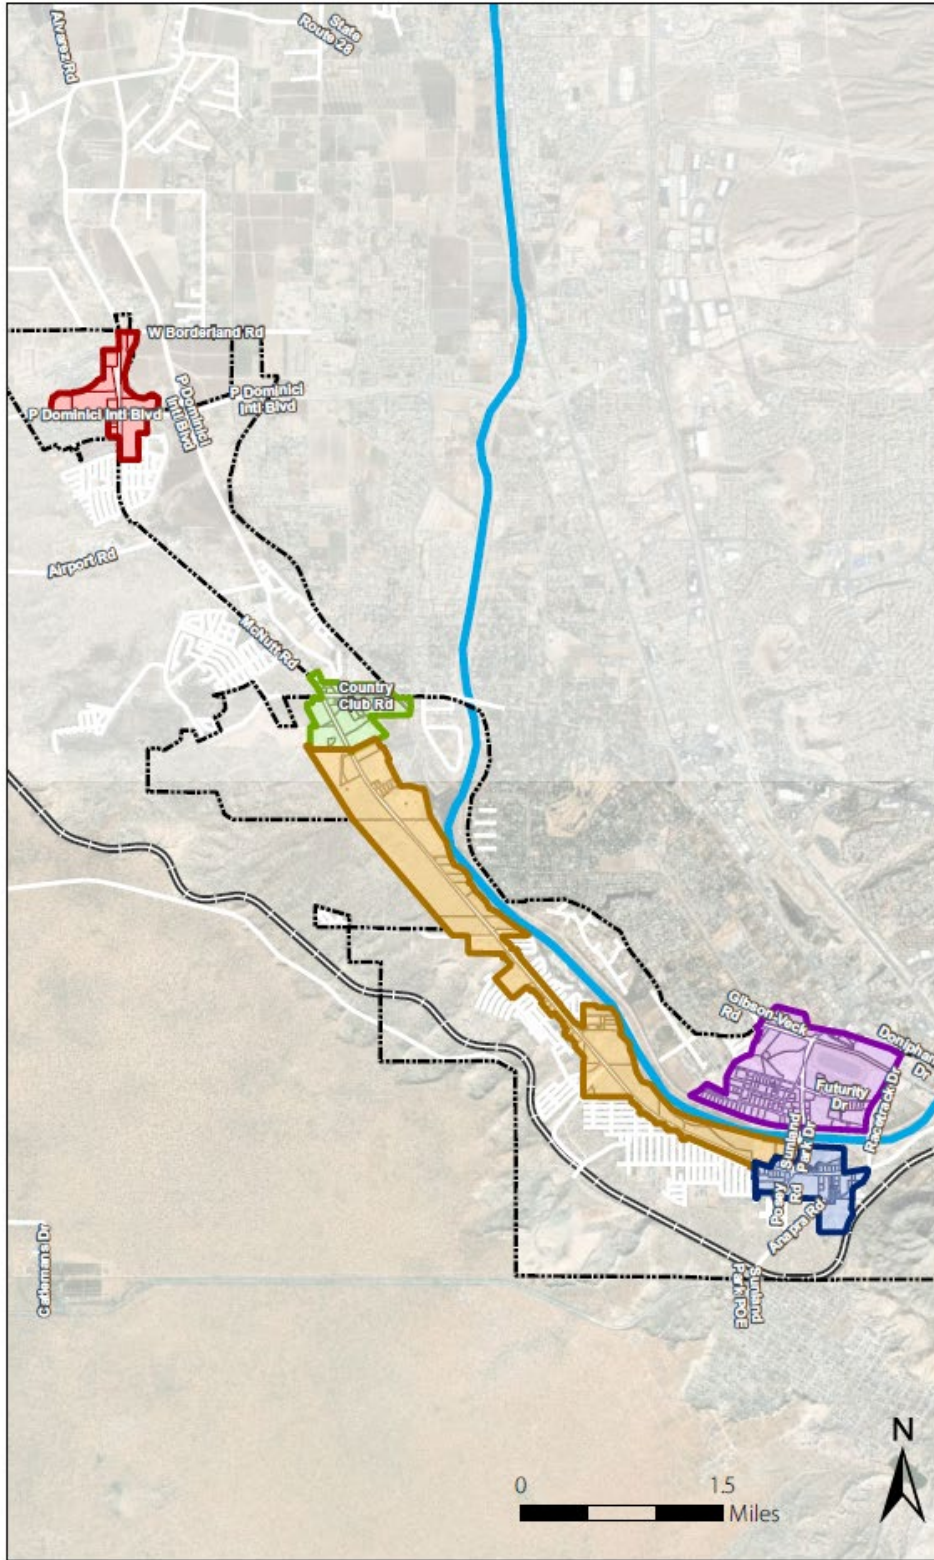 Alvarez Rd
State
Route 28
W Borderland Rd
P Dominici
Intl Blvd
P Dominici Intl Blvd
P Dominici
Intl Blvd
Airport Rd
McNutt Rd
Country
Club Rd
Gibson-Veck
Rd
Doniphan
Dr
Futurity
Dr
Racetrack Dr
Sunland
Park Dr
Posey
Rd
Anapra Rd
Sunland
Park POE
Cattlemans Dr
N
0
1.5
Miles